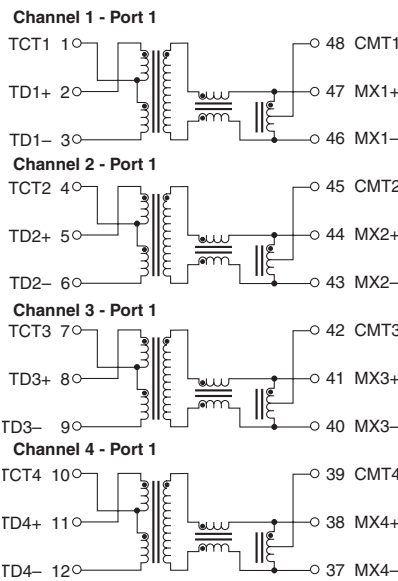 Channel 1 - Port 1
TCT1 1 48 CMT1
TD1+ 2 47 MX1+
TD1– 3 46 MX1–
Channel 2 - Port 1
TCT2 4 45 CMT2
TD2+ 5 44 MX2+
TD2– 6 43 MX2–
Channel 3 - Port 1
TCT3 7 42 CMT3
TD3+ 8 41 MX3+
TD3– 9 40 MX3–
Channel 4 - Port 1
TCT4 10 39 CMT4
TD4+ 11 38 MX4+
TD4– 12 37 MX4–